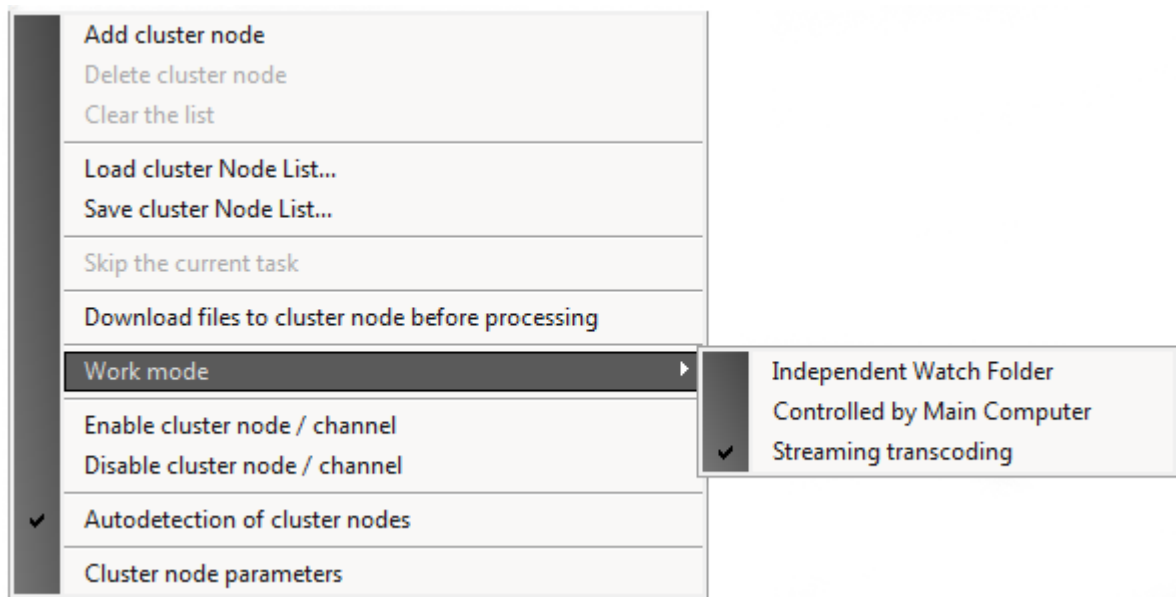 Add cluster node
Delete cluster node
Clear the list
Load cluster Node List...
Save cluster Node List...
Skip the current task
Download files to cluster node before processing
Work mode
Independent Watch Folder
Controlled by Main Computer
Streaming transcoding
Enable cluster node / channel
Disable cluster node / channel
Autodetection of cluster nodes
Cluster node parameters